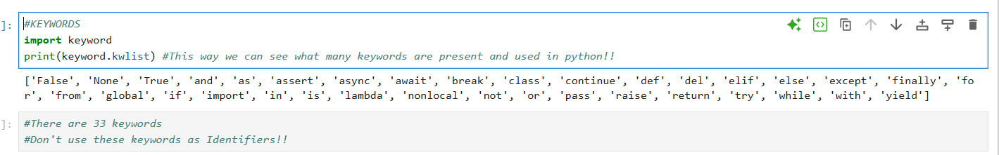 ]:
#KEYWORDS
import keyword
print(keyword.kwlist) #This way we can see what many keywords are present and used in python!!
['False', 'None', 'True', 'and', 'as', 'assert', 'async', 'await', 'break', 'class', 'continue', 'def', 'del', 'elif', 'else', 'except', 'finally', 'fo
r', 'from', 'global', 'if', 'import', 'in', 'is', 'lambda', 'nonlocal', 'not', 'or', 'pass', 'raise', 'return', 'try', 'while', 'with', 'yield']
]:
#There are 33 keywords
#Don't use these keywords as Identifiers!!